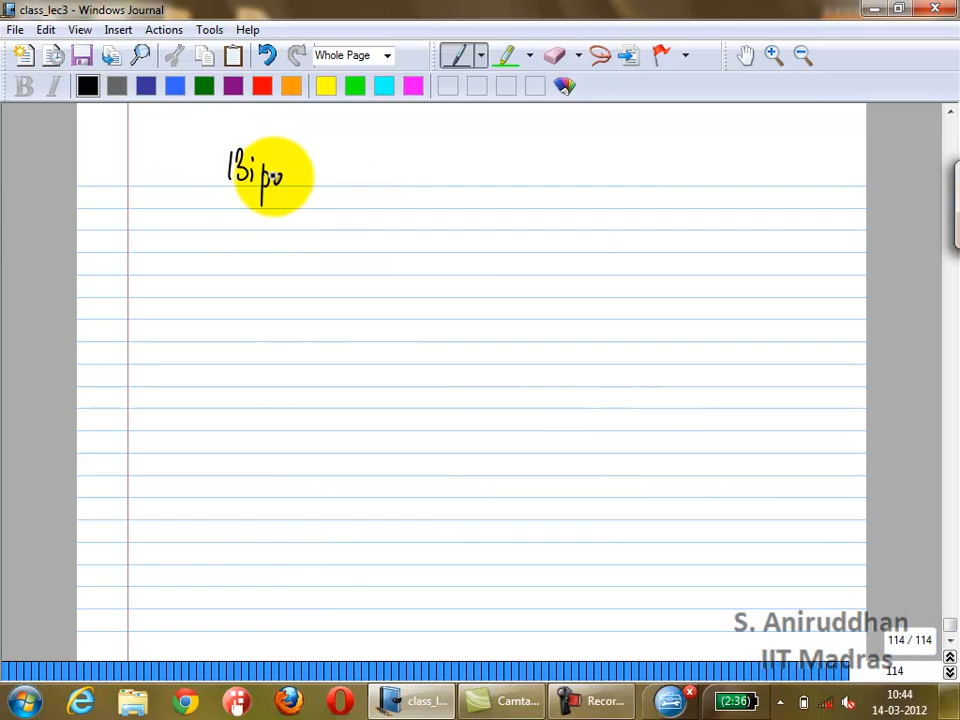 class_lec3 - Windows Journal
File Edit View Insert Actions Tools Help
Whole Page
B I
Bipo
S. Aniruddhan
114 / 114
IIT Madras
114
class_l... Camta... Recor... (2:36) 10:44
14-03-2012